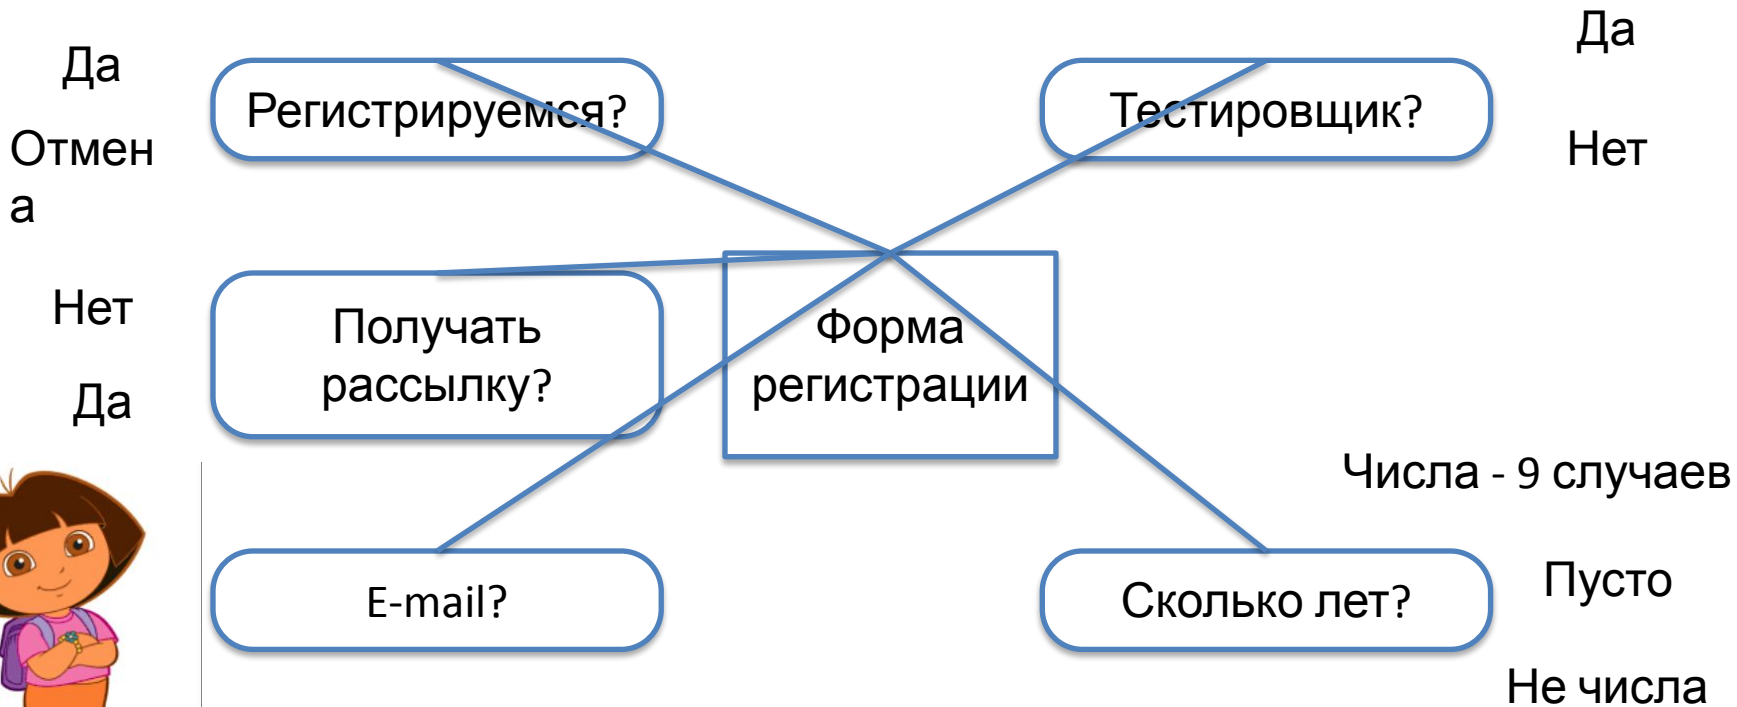 Да
Отмен
а
Регистрируемся?
Тестировщик?
Да
Нет
Нет
Да
Получать
рассылку?
Форма
регистрации
E-mail?
Сколько лет?
Числа - 9 случаев
Пусто
Не числа